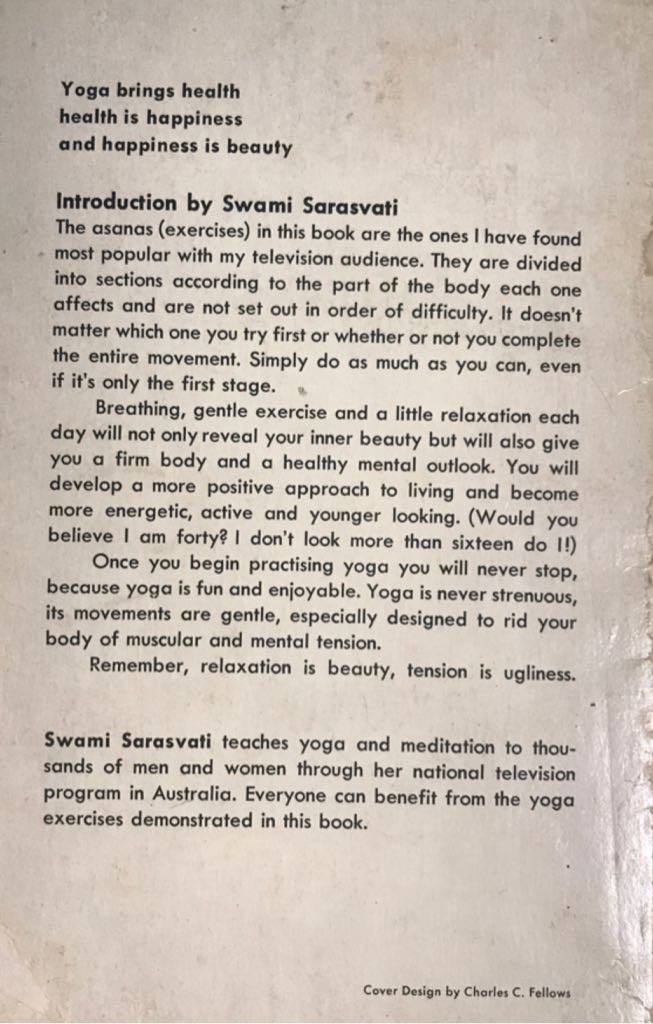 Yoga brings health
health is happiness
and happiness is beauty
Introduction by Swami Sarasvati
The asanas (exercises) in this book are the ones I have found
most popular with my television audience. They are divided
into sections according to the part of the body each one
affects and are not set out in order of difficulty. It doesn't
matter which one you try first or whether or not you complete
the entire movement. Simply do as much as you can, even
if it's only the first stage.
Breathing, gentle exercise and a little relaxation each
day will not only reveal your inner beauty but will also give
you a firm body and a healthy mental outlook. You will
develop a more positive approach to living and become
more energetic, active and younger looking. (Would you
believe I am forty? I don't look more than sixteen do I!)
Once you begin practising yoga you will never stop,
because yoga is fun and enjoyable. Yoga is never strenuous,
its movements are gentle, especially designed to rid your
body of muscular and mental tension.
Remember, relaxation is beauty, tension is ugliness.
Swami Sarasvati teaches yoga and meditation to thou-
sands of men and women through her national television
program in Australia. Everyone can benefit from the yoga
exercises demonstrated in this book.
Cover Design by Charles C. Fellows